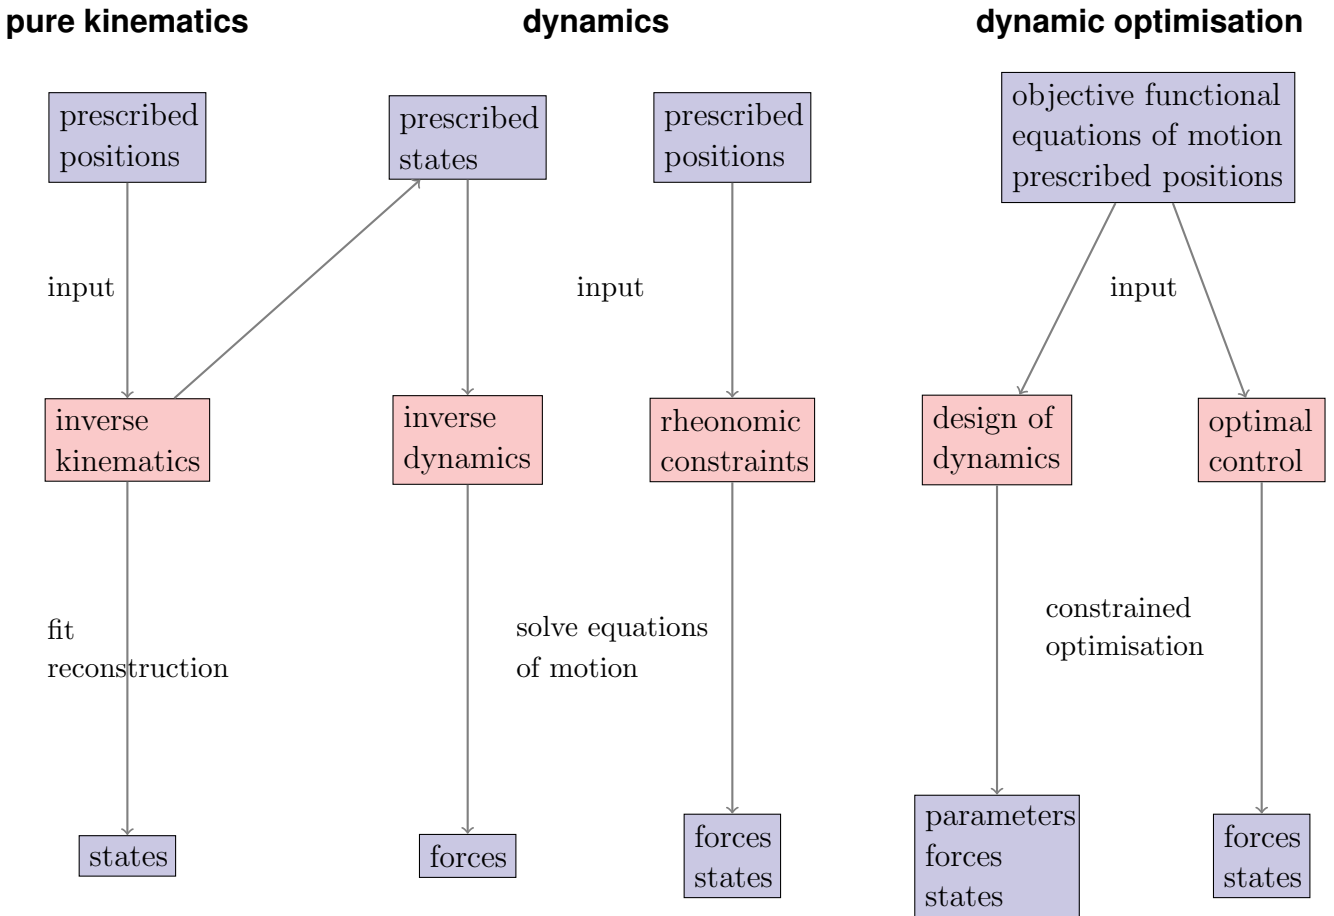 pure kinematics
dynamics
dynamic optimisation
prescribed
positions
prescribed
states
prescribed
positions
objective functional
equations of motion
prescribed positions
input
input
input
inverse
kinematics
inverse
dynamics
rheonomic
constraints
design of
dynamics
optimal
control
fit
reconstruction
solve equations
of motion
constrained
optimisation
states
forces
forces
states
parameters
forces
states
forces
states